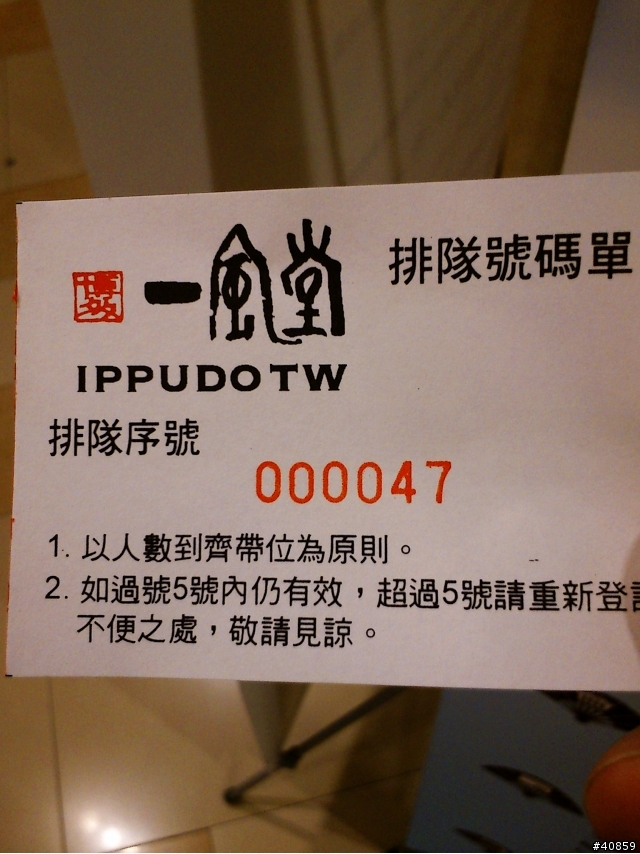 一風堂
排隊號碼單
IPPUDO TW
排隊序號
000047
1. 以人數到齊帶位為原則。
2. 如過號5號內仍有效，超過5號請重新登記
不便之處，敬請見諒。
#40859